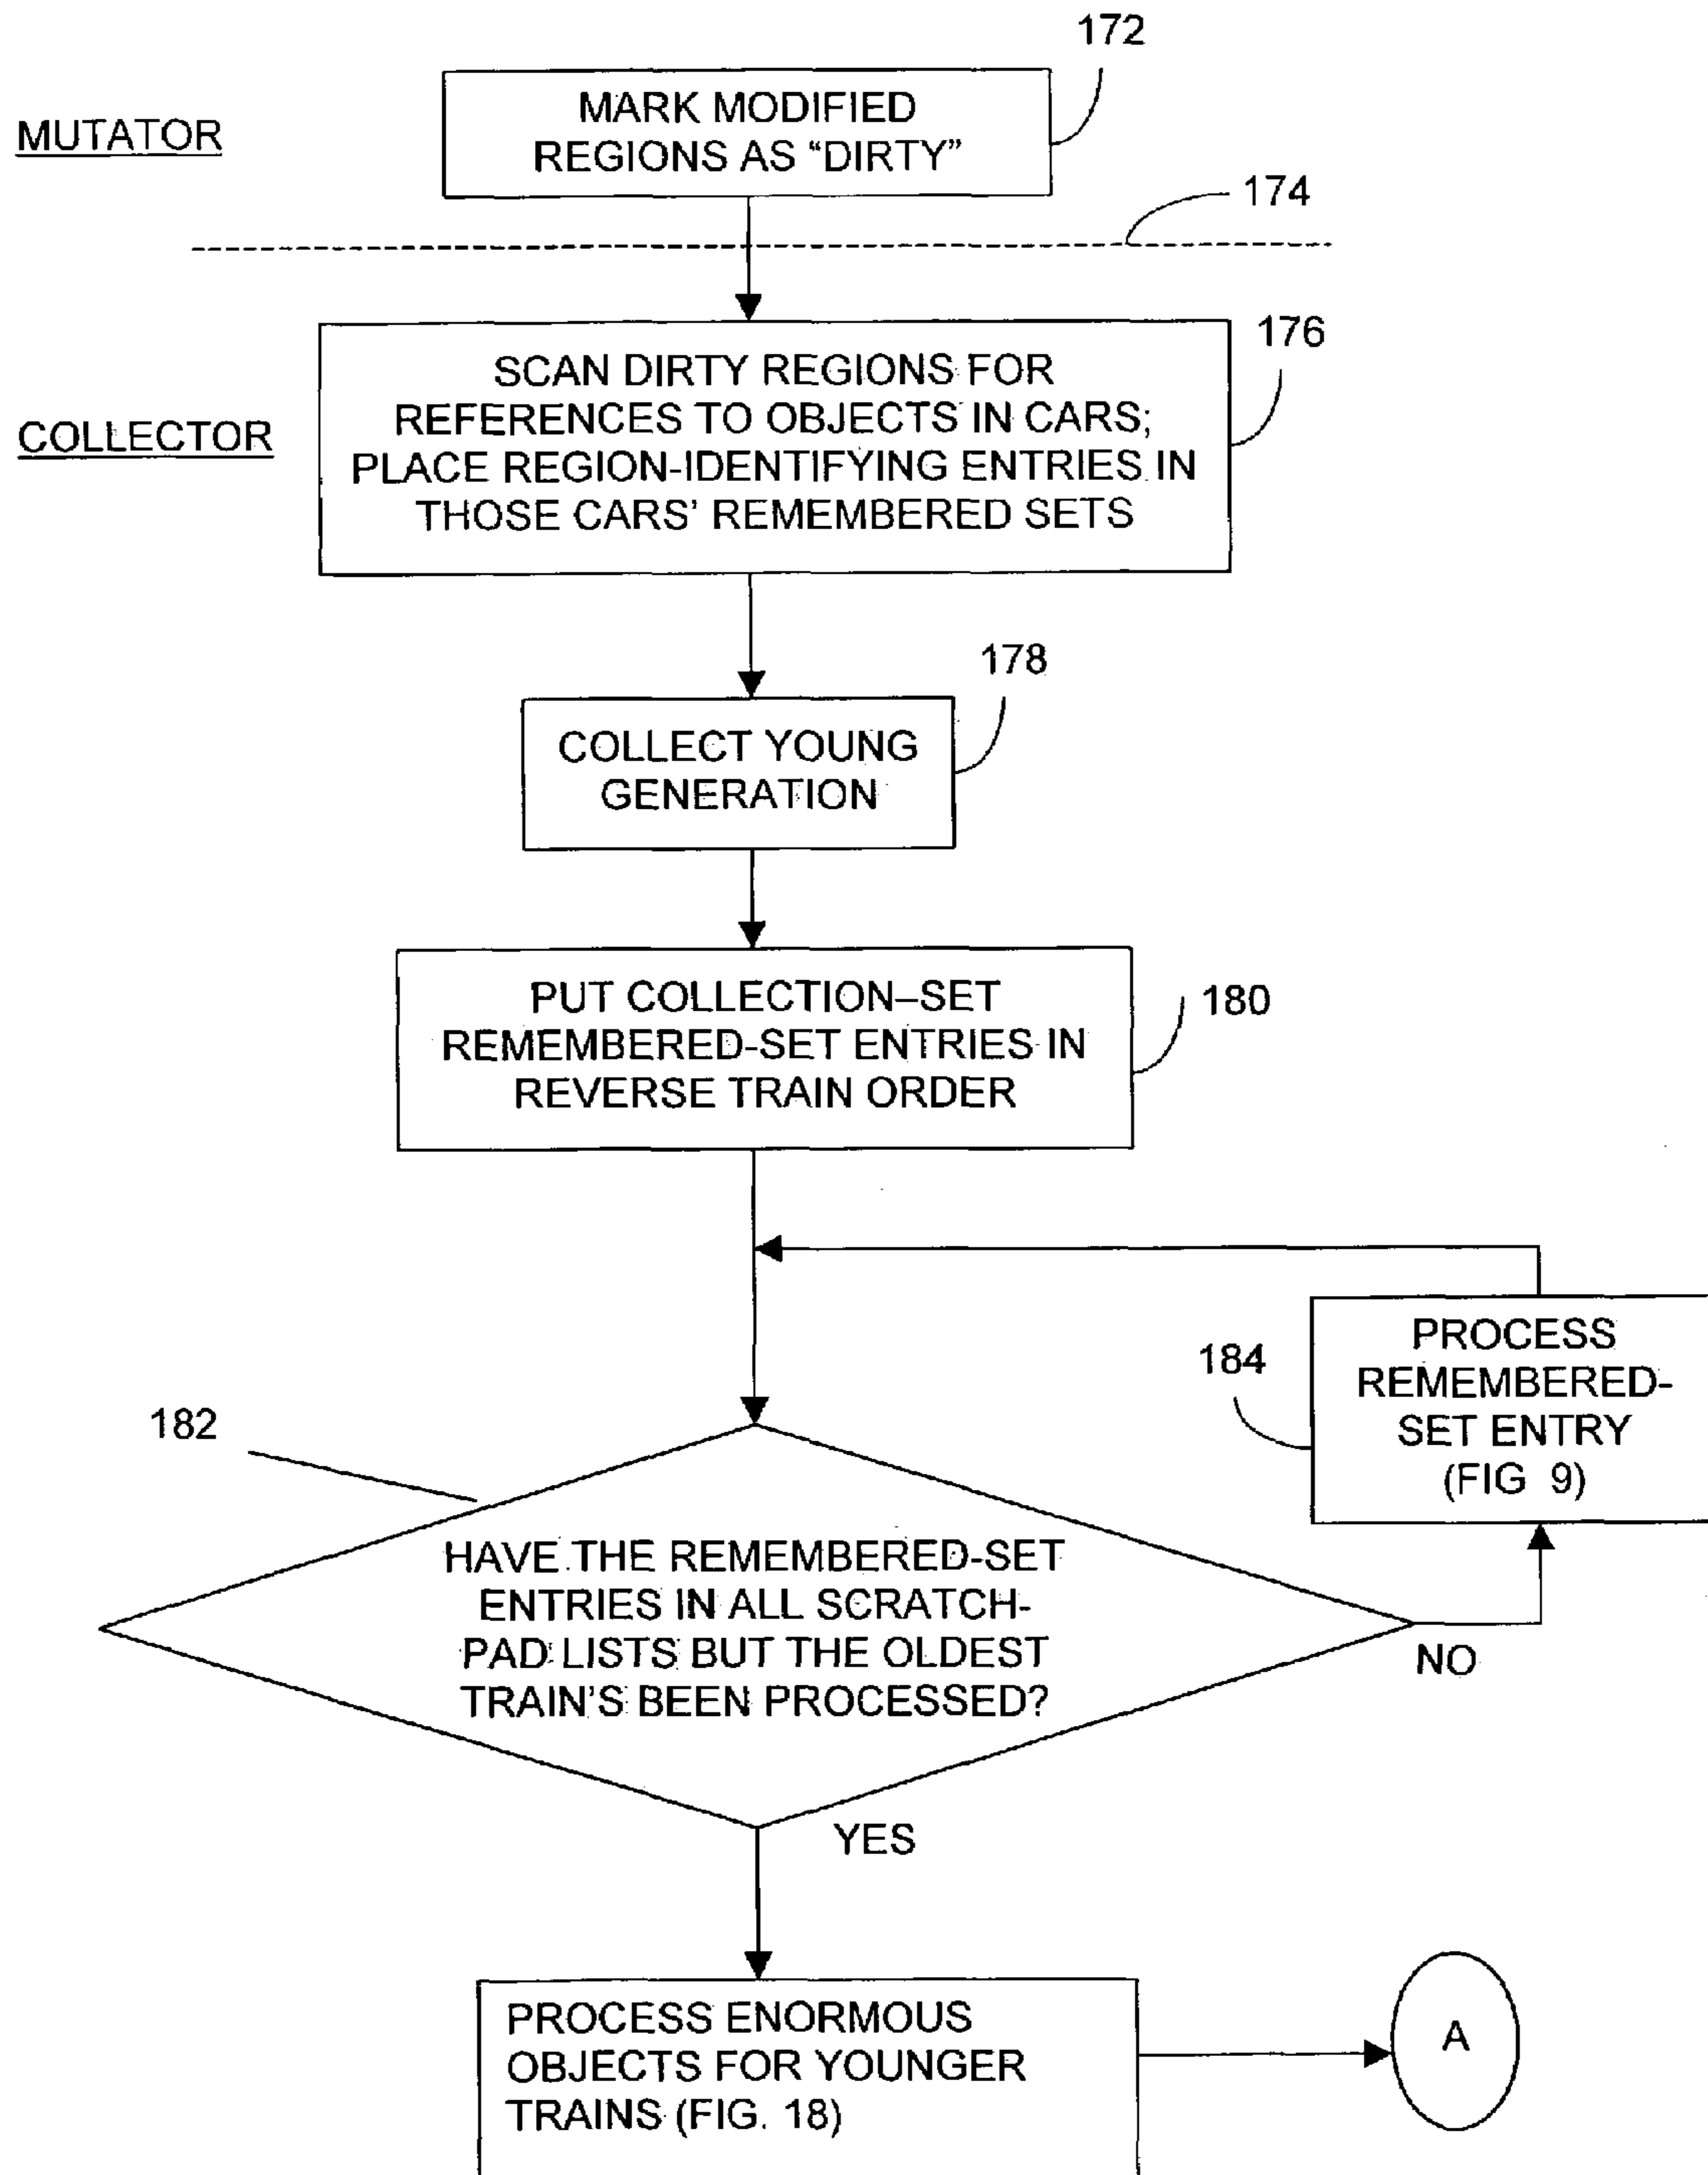 172
MUTATOR
MARK MODIFIED
REGIONS AS “DIRTY”
174
176
COLLECTOR
SCAN DIRTY REGIONS FOR
REFERENCES TO OBJECTS IN CARS;
PLACE REGION-IDENTIFYING ENTRIES IN
THOSE CARS’ REMEMBERED SETS
178
COLLECT YOUNG
GENERATION
PUT COLLECTION–SET
REMEMBERED-SET ENTRIES IN
REVERSE TRAIN ORDER
180
184
PROCESS
REMEMBERED-
SET ENTRY
(FIG 9)
182
HAVE THE REMEMBERED-SET
ENTRIES IN ALL SCRATCH-
PAD LISTS BUT THE OLDEST
TRAIN’S BEEN PROCESSED?
NO
YES
PROCESS ENORMOUS
OBJECTS FOR YOUNGER
TRAINS (FIG. 18)
A